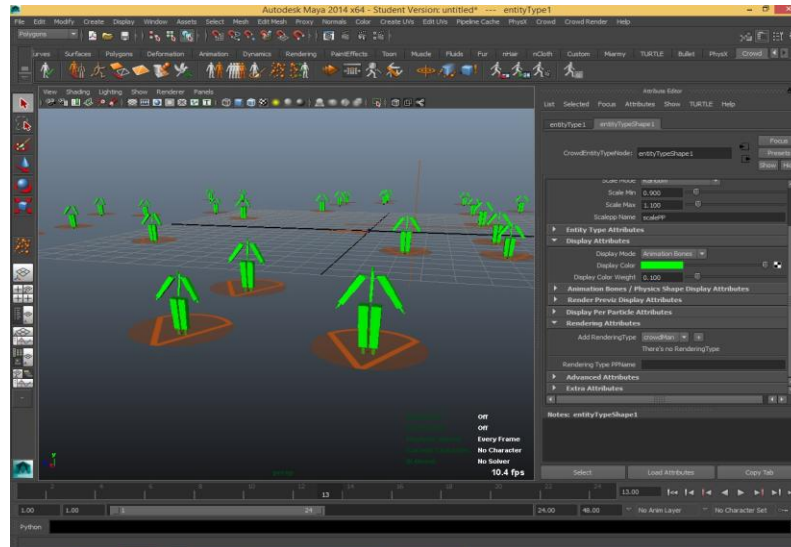 Autodesk Maya 2014 x64 - Student Version: untitled* --- entityType1
File Edit Modify Create Display Window Assets Select Mesh Edit Mesh Proxy Normals Color Create UVs Edit UVs Pipeline Cache PhysX Crowd Crowd Render Help
Polygons
urves Surfaces Polygons Deformation Animation Dynamics Rendering PaintEffects Toon Muscle Fluids Fur nHair nCloth Custom TURTLE Bullet PhysX Crowd
View Shading Lighting Show Renderer Panels
Attribute Editor
List Selected Focus Attributes Show TURTLE Help
entityType1 entityTypeShape1
Focus
CrowdEntityTypeNode: entityTypeShape1
Presets
Show
Scale Mode Random
Scale Min 0.900
Scale Max 1.100
Scalepp Name scalePP
Entity Type Attributes
Display Attributes
Display Mode Animation Bones
Display Color
Display Color Weight 0.100
Animation Bones / Physics Shape Display Attributes
Render Previz Display Attributes
Display Per Particle Attributes
Rendering Attributes
Add RenderingType crowdMan +
There's no RenderingType
Rendering Type PPName
Advanced Attributes
Extra Attributes
Notes: entityTypeShape1
Off
Off
Every Frame
No Character
No Solver
10.4 fps
Select Load Attributes Copy Tab
13
13.00
1.00 1.00 1 24 24.00 48.00 No Anim Layer No Character Set
Python